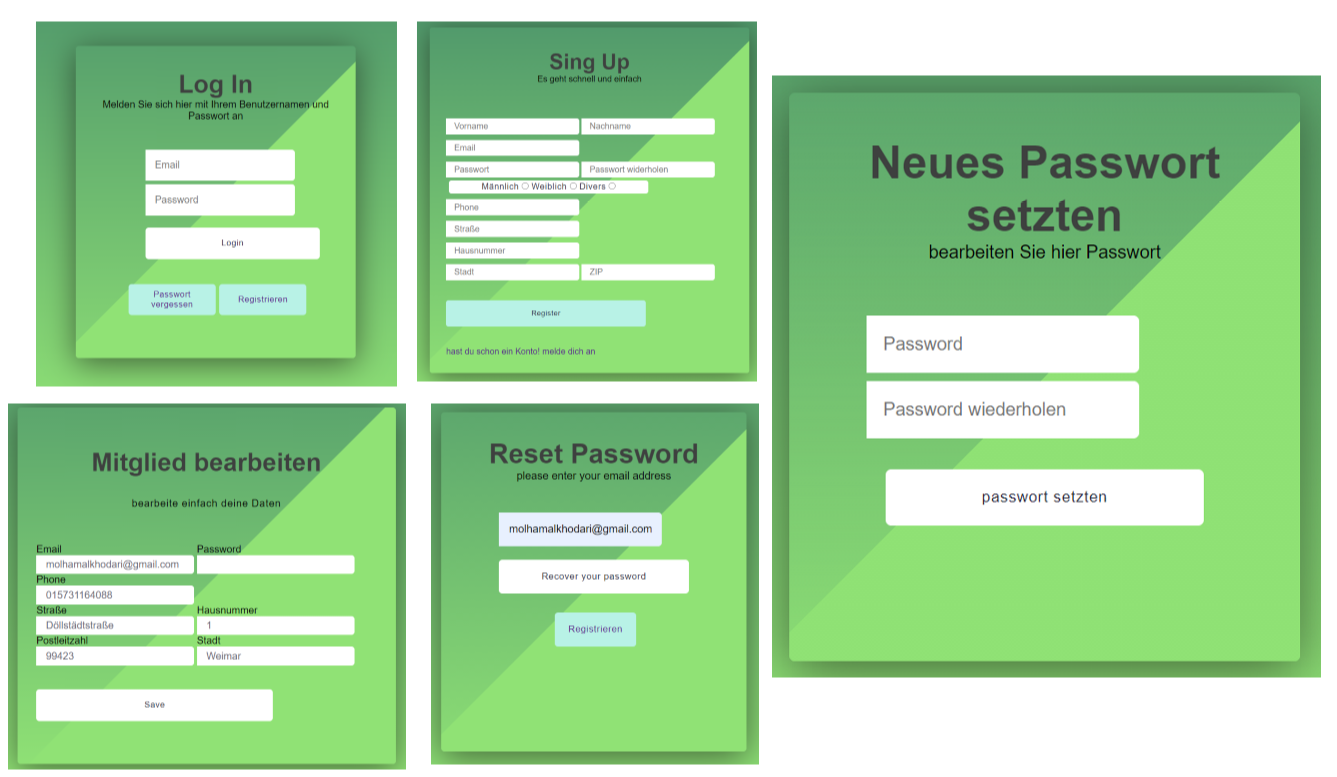 Log In
Melden Sie sich hier mit Ihrem Benutzernamen und
Passwort an
Email
Password
Login
Passwort
vergessen
Registrieren
Sing Up
Es geht schnell und einfach
Vorname
Nachname
Email
Passwort
Passwort widerholen
Männlich Weiblich Divers
Phone
Straße
Hausnummer
Stadt
ZIP
Register
hast du schon ein Konto! melde dich an
Neues Passwort
setzten
bearbeiten Sie hier Passwort
Password
Password wiederholen
passwort setzten
Mitglied bearbeiten
bearbeite einfach deine Daten
Email
Password
molhamalkhodari@gmail.com
Phone
015731164088
Straße
Hausnummer
Döllstädtstraße
1
Postleitzahl
Stadt
99423
Weimar
Save
Reset Password
please enter your email address
molhamalkhodari@gmail.com
Recover your password
Registrieren